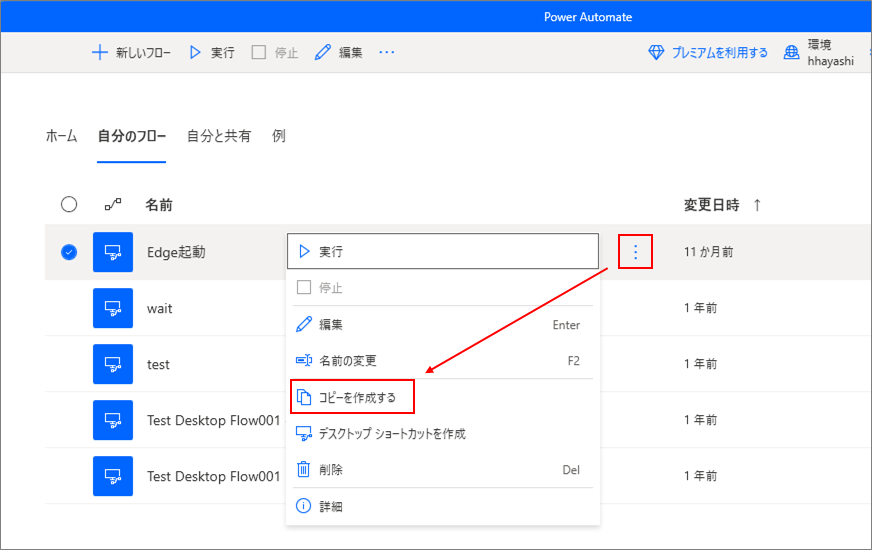 Power Automate
新しいフロー 実行 停止 編集 ···
プレミアムを利用する
環境
hhayashi
ホーム 自分のフロー 自分と共有 例
名前 変更日時 ↑
Edge起動 11 か月前
wait 1 年前
test 1 年前
Test Desktop Flow001 1 年前
Test Desktop Flow001 1 年前
実行
停止
編集 Enter
名前の変更 F2
コピーを作成する
デスクトップ ショートカットを作成
削除 Del
詳細